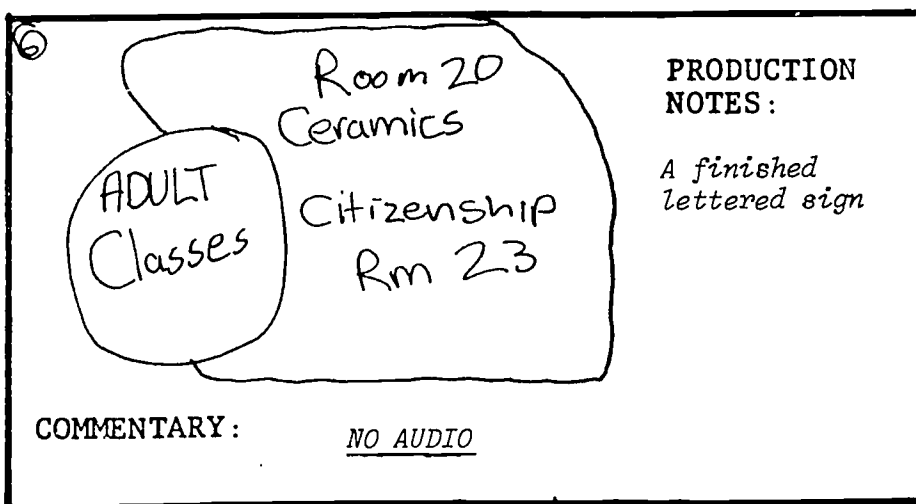 6
Room 20
Ceramics
ADULT
Classes
Citizenship
Rm 23
PRODUCTION
NOTES:
A finished
lettered sign
COMMENTARY:
NO AUDIO